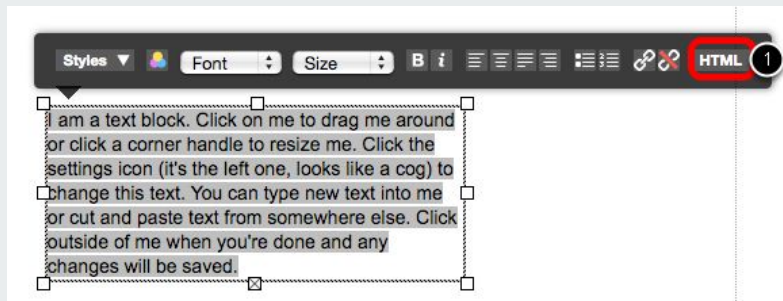 Styles Font Size B i HTML 1
I am a text block. Click on me to drag me around
or click a corner handle to resize me. Click the
settings icon (it's the left one, looks like a cog) to
change this text. You can type new text into me
or cut and paste text from somewhere else. Click
outside of me when you're done and any
changes will be saved.